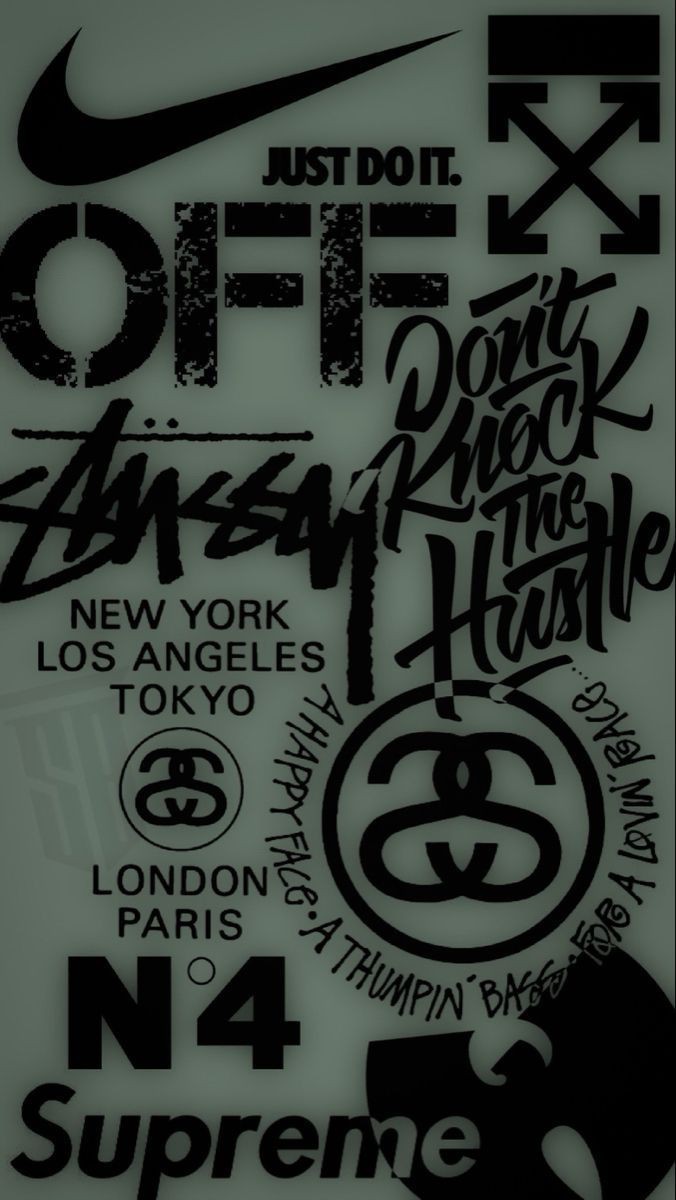 JUST DO IT.
OFF
Don't
Knock
The
Hustle
Stüssy
NEW YORK
LOS ANGELES
TOKYO
LONDON
PARIS
A HAPPY FACE • A THUMPIN' BASS • FOR A LOVIN' RACE...
Nº4
Supreme